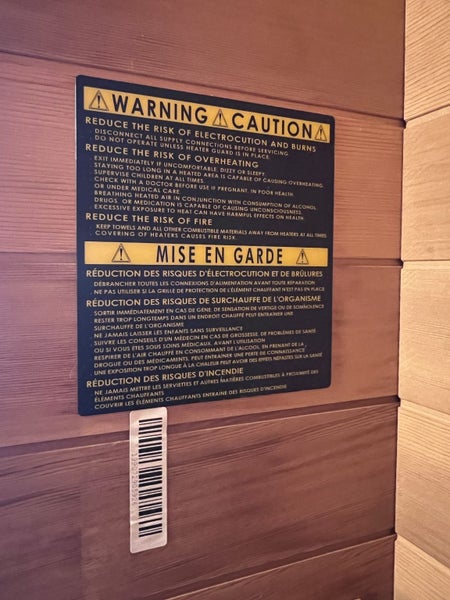 WARNING CAUTION
REDUCE THE RISK OF ELECTROCUTION AND BURNS
DISCONNECT ALL SUPPLY CONNECTIONS BEFORE SERVICING.
DO NOT OPERATE UNLESS HEATER GUARD IS IN PLACE.
REDUCE THE RISK OF OVERHEATING
EXIT IMMEDIATELY IF UNCOMFORTABLE, DIZZY OR SLEEPY.
STAYING TOO LONG IN A HEATED AREA IS CAPABLE OF CAUSING OVERHEATING.
SUPERVISE CHILDREN AT ALL TIMES.
CHECK WITH A DOCTOR BEFORE USE IF PREGNANT, IN POOR HEALTH
OR UNDER MEDICAL CARE.
BREATHING HEATED AIR IN CONJUNCTION WITH CONSUMPTION OF ALCOHOL,
DRUGS, OR MEDICATION IS CAPABLE OF CAUSING UNCONSCIOUSNESS.
EXCESSIVE EXPOSURE TO HEAT CAN HAVE HARMFUL EFFECTS ON HEALTH.
REDUCE THE RISK OF FIRE
KEEP TOWELS AND ALL OTHER COMBUSTIBLE MATERIALS AWAY FROM HEATERS AT ALL TIMES.
COVERING OF HEATERS CAUSES FIRE RISK.
MISE EN GARDE
RÉDUCTION DES RISQUES D'ÉLECTROCUTION ET DE BRÛLURES
DÉBRANCHER TOUTES LES CONNEXIONS D'ALIMENTATION AVANT TOUTE RÉPARATION
NE PAS UTILISER SI LA GRILLE DE PROTECTION DE L'ÉLÉMENT CHAUFFANT N'EST PAS EN PLACE
RÉDUCTION DES RISQUES DE SURCHAUFFE DE L'ORGANISME
SORTIR IMMÉDIATEMENT EN CAS DE GÊNE, DE SENSATION DE VERTIGE OU DE SOMNOLENCE
RESTER TROP LONGTEMPS DANS UN ENDROIT CHAUFFÉ PEUT ENTRAINER UNE
SURCHAUFFE DE L'ORGANISME
NE JAMAIS LAISSER LES ENFANTS SANS SURVEILLANCE
SUIVRE LES CONSEILS D'UN MÉDECIN EN CAS DE GROSSESSE, DE PROBLÈMES DE SANTÉ
OU SI VOUS ÊTES SOUS SOINS MÉDICAUX, AVANT L'UTILISATION
RESPIRER DE L'AIR CHAUFFÉ EN CONSOMMANT DE L'ALCOOL, EN PRENANT DE LA
DROGUE OU DES MEDICAMENTS, PEUT ENTRAINER UNE PERTE DE CONNAISSANCE
UNE EXPOSITION TROP LONGUE À LA CHALEUR PEUT AVOIR DES EFFETS NÉFASTES SUR LA SANTÉ
RÉDUCTION DES RISQUES D'INCENDIE
NE JAMAIS METTRE LES SERVIETTES ET AUTRES MATIÈRES COMBUSTIBLES À PROXIMITÉ DES
ÉLÉMENTS CHAUFFANTS
COUVRIR LES ÉLÉMENTS CHAUFFANTS ENTRAINE DES RISQUES D'INCENDIE